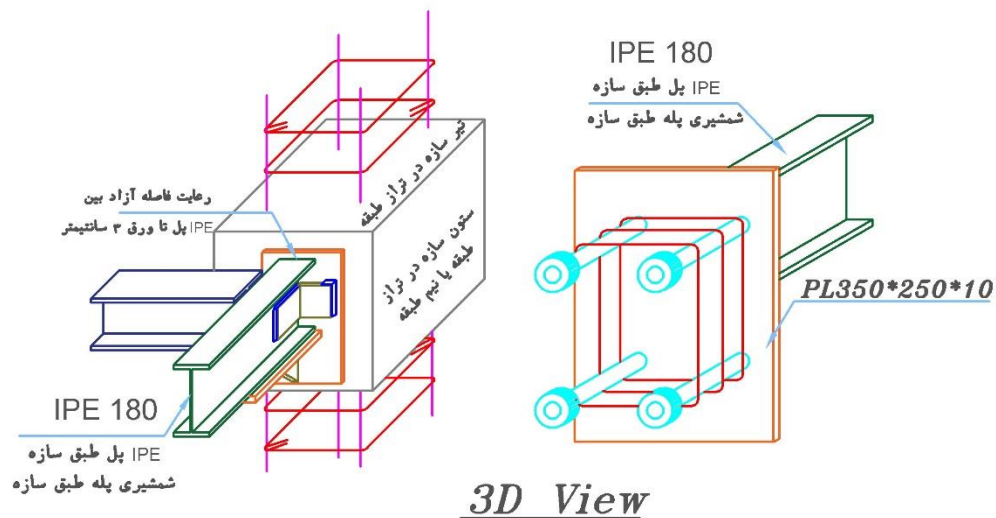 IPE 180
IPE پل طبق سازه
شمشیری پله طبق سازه
تیر سازه در تراز طبقه
رعایت فاصله آزاد بین
IPE پل تا ورق ۳ سانتیمتر
ستون سازه در تراز
طبقه یا نیم طبقه
PL350*250*10
IPE 180
IPE پل طبق سازه
شمشیری پله طبق سازه
3D View